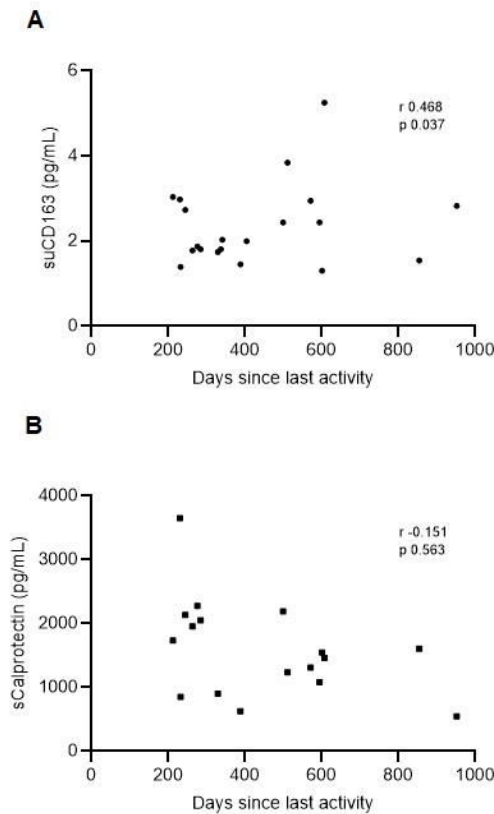 A
6
4
2
0
suCD163 (pg/mL)
r 0.468
p 0.037
0 200 400 600 800 1000
Days since last activity
B
4000
3000
2000
1000
0
sCalprotectin (pg/mL)
r -0.151
p 0.563
0 200 400 600 800 1000
Days since last activity